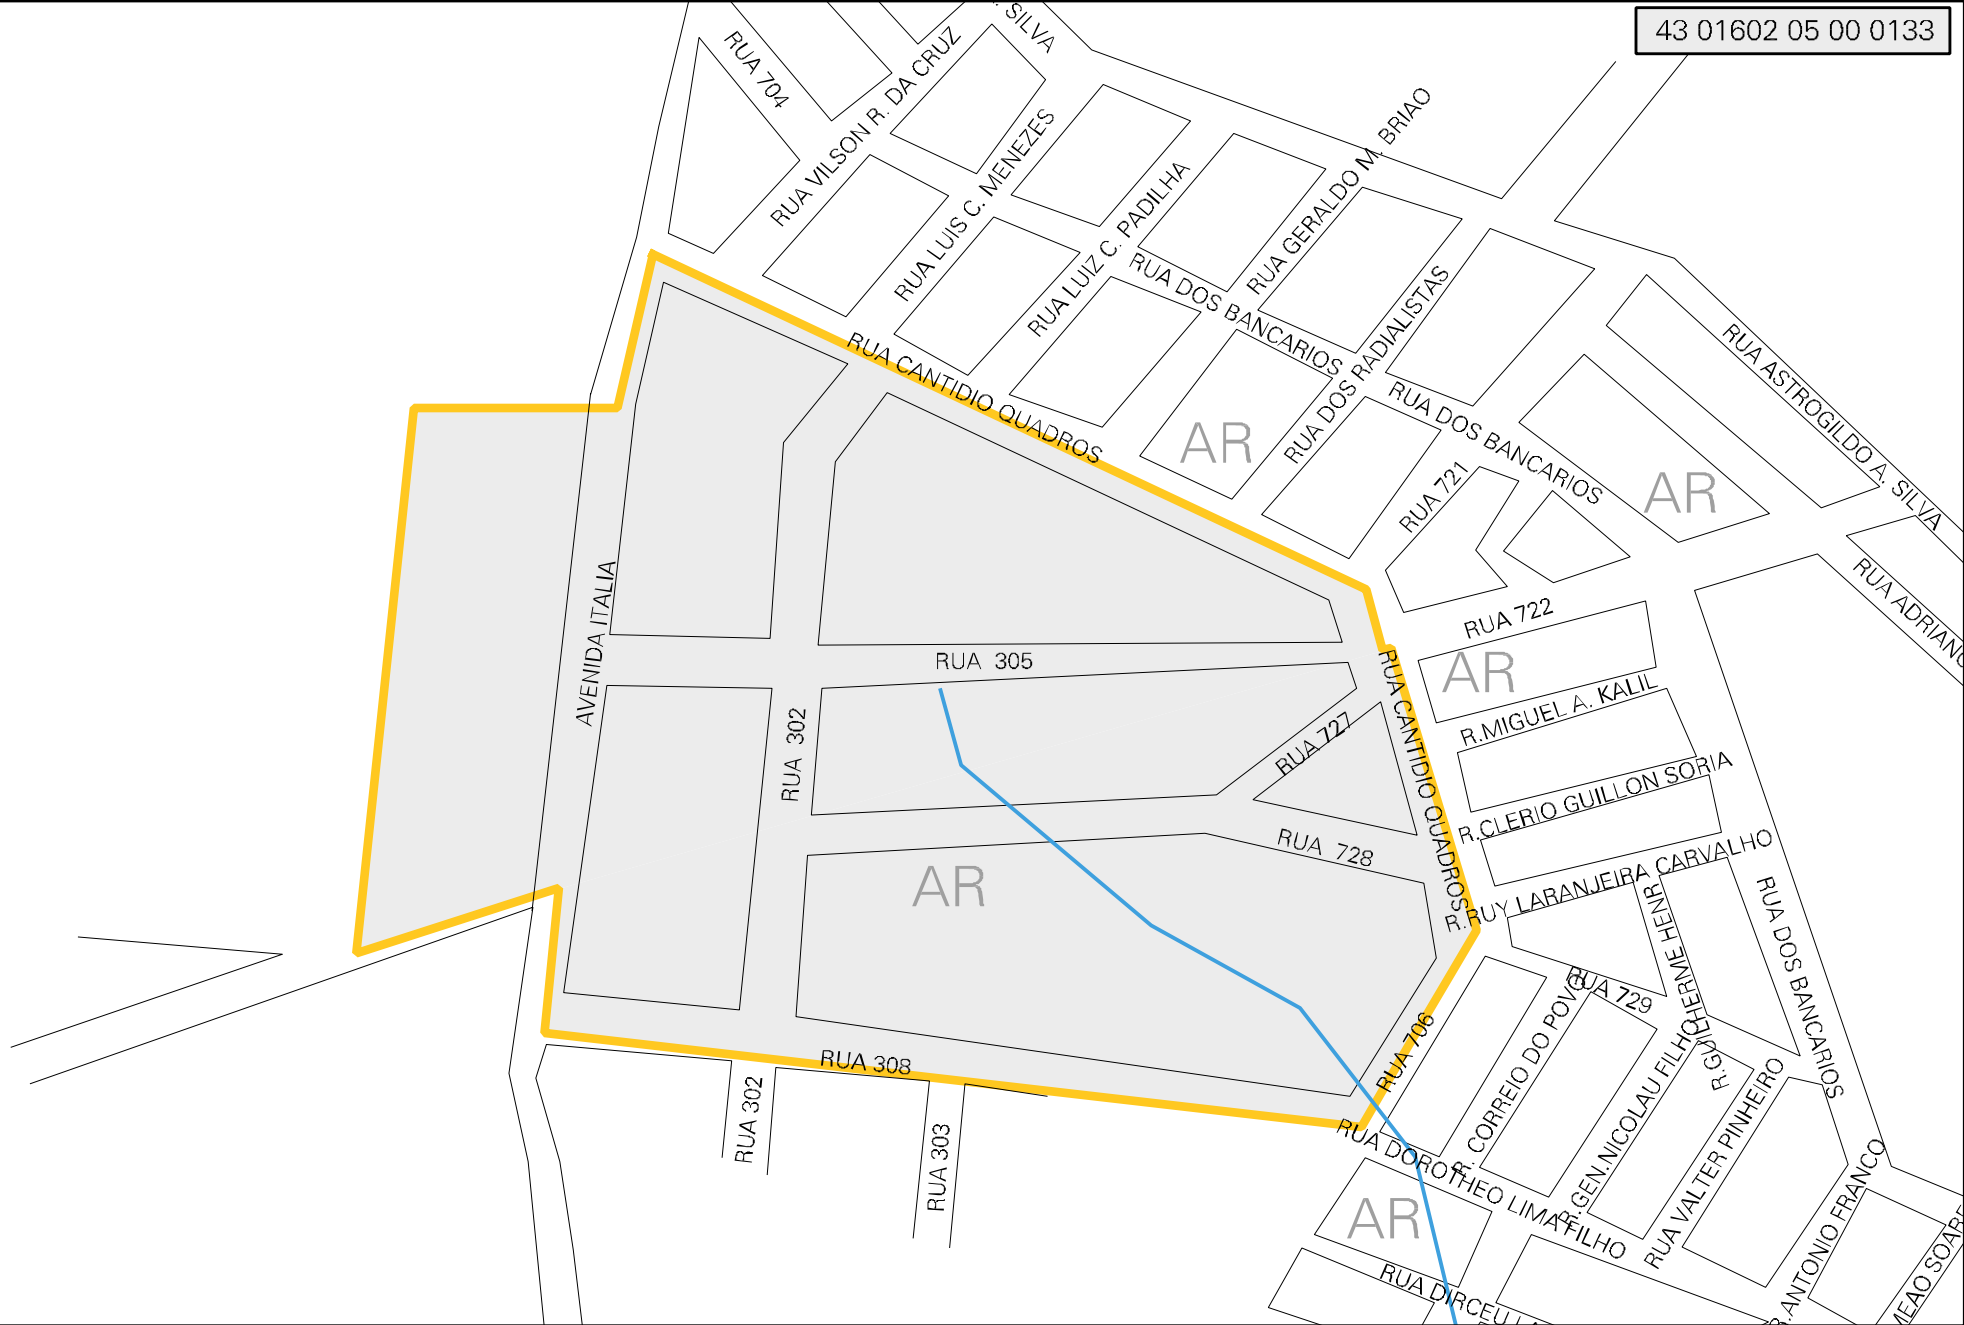 43 01602 05 00 0133
SILVA
RUA 704
RUA VILSON R. DA CRUZ
RUA LUIS C. MENEZES
RUA LUIZ C. PADILHA
RUA GERALDO M. BRIAO
RUA DOS BANCARIOS
RUA DOS RADIALISTAS
RUA ASTROGILDO A. SILVA
RUA CANTIDIO QUADROS
AR
RUA DOS BANCARIOS
AR
RUA 721
RUA ADRIANO
AVENIDA ITALIA
RUA 722
RUA 305
AR
RUA CANTIDIO QUADROS
R.MIGUEL A. KALIL
RUA 302
RUA 727
R.CLERIO GUILLON SORIA
RUA 728
AR
R.RUY LARANJEIRA CARVALHO
R.GUILHERME HENR
RUA DOS BANCARIOS
RUA 729
RUA 308
RUA 706
R. CORREIO DO POVO
R.GEN.NICOLAU FILHO
RUA VALTER PINHEIRO
RUA 302
RUA 303
RUA DOROTHEO LIMA FILHO
AR
R.ANTONIO FRANCO
RUA DIRCEU
MEAO SOAR